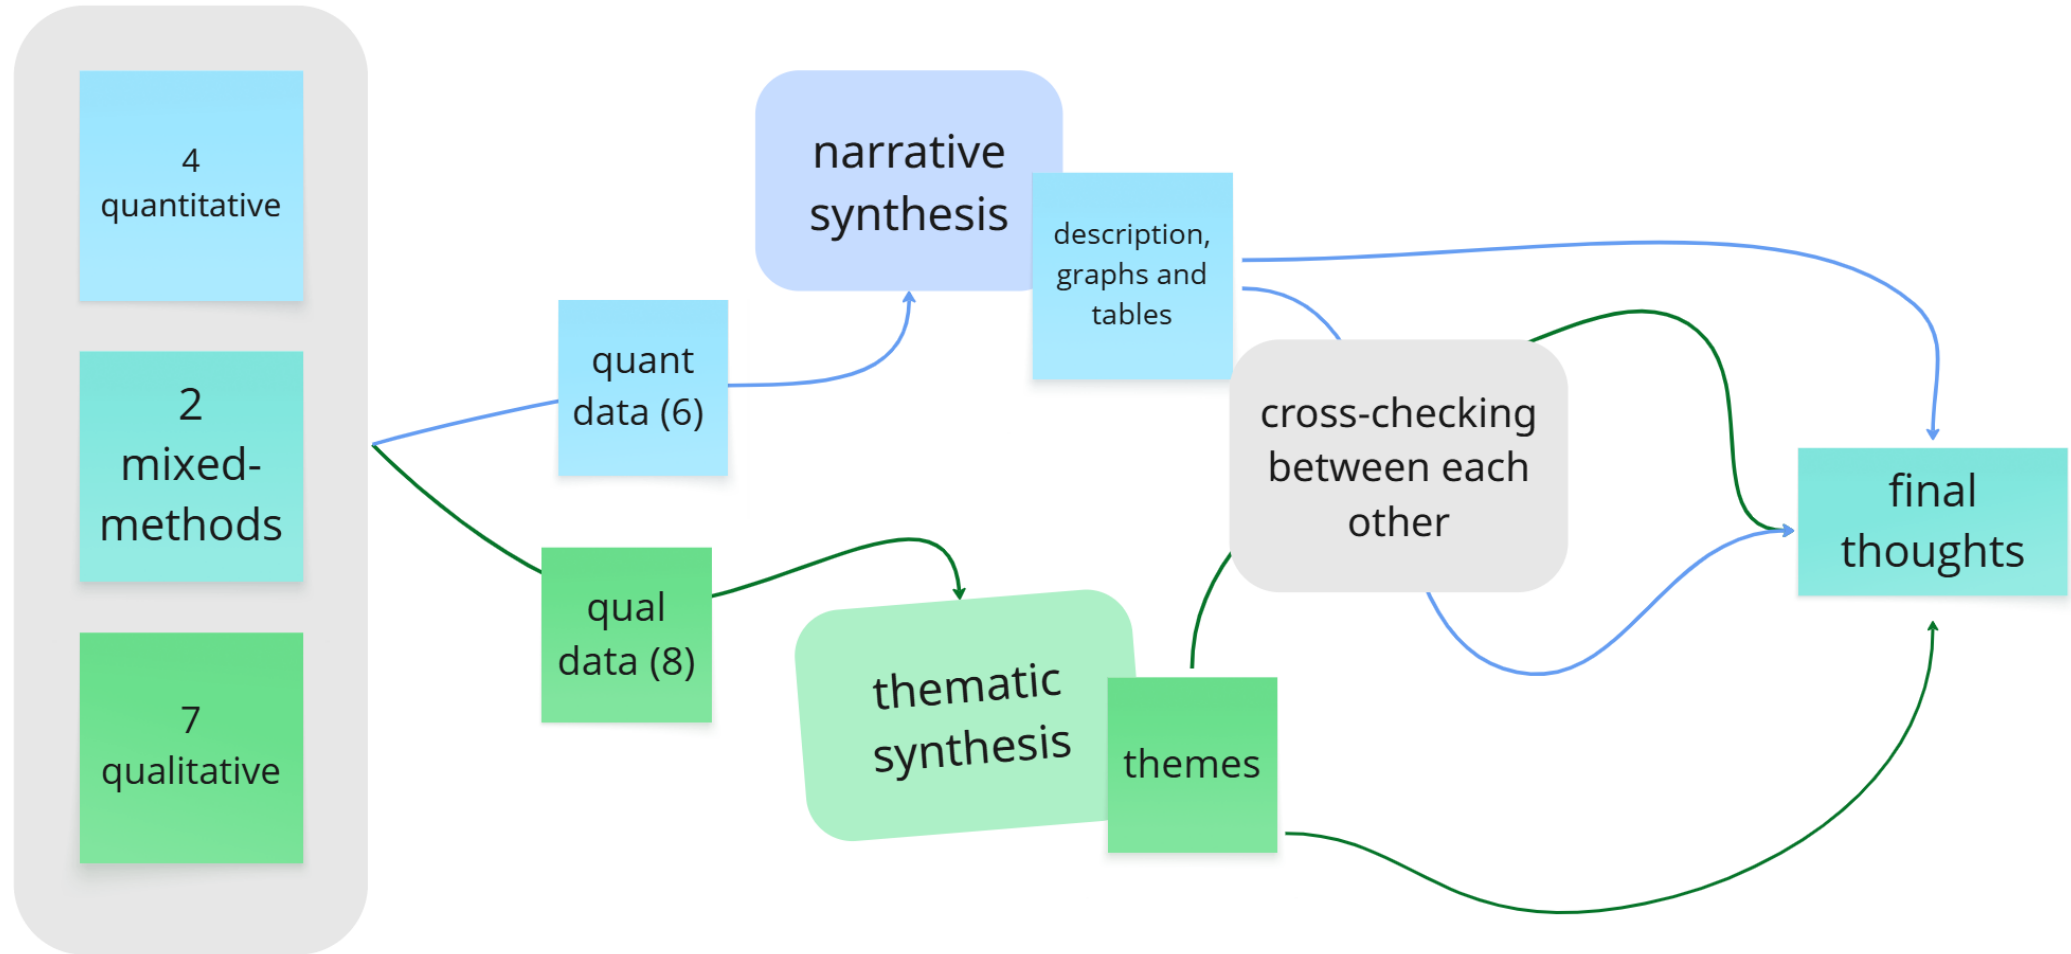 4
quantitative
2
mixed-
methods
7
qualitative
quant
data (6)
qual
data (8)
narrative
synthesis
description,
graphs and
tables
thematic
synthesis
themes
cross-checking
between each
other
final
thoughts